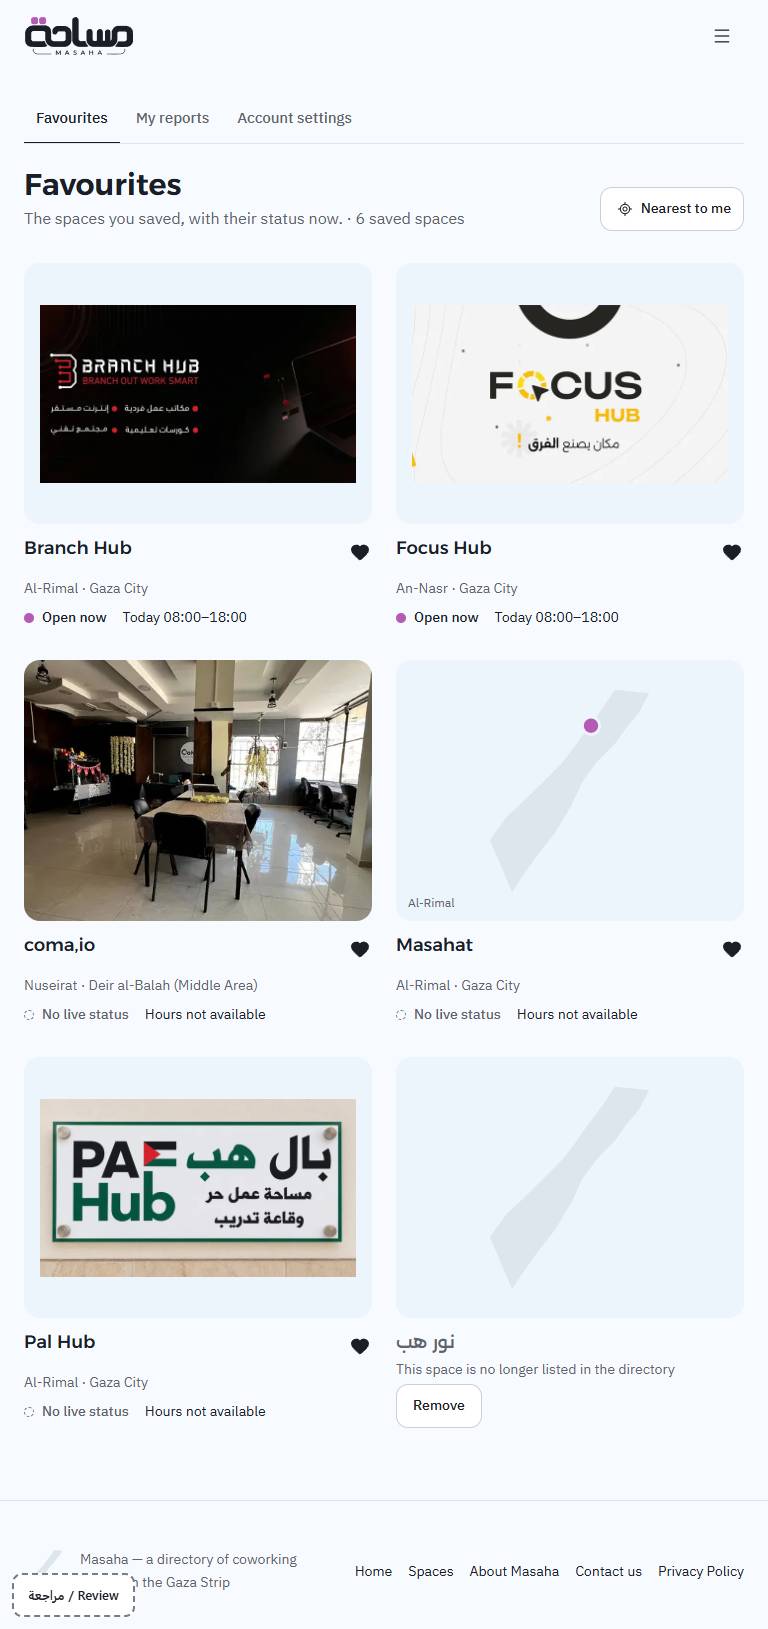 مساحة
MASAHA
Favourites
My reports
Account settings
Favourites
The spaces you saved, with their status now. · 6 saved spaces
Nearest to me
BRANCH HUB
BRANCH OUT WORK SMART
مكاتب عمل فردية
إنترنت مستقر
كورسات تعليمية
مجتمع تقني
FOCUS
HUB
مكان يصنع الفرق !
Branch Hub
Al-Rimal · Gaza City
Open now
Today 08:00–18:00
Focus Hub
An-Nasr · Gaza City
Open now
Today 08:00–18:00
Al-Rimal
coma,io
Nuseirat · Deir al-Balah (Middle Area)
No live status
Hours not available
Masahat
Al-Rimal · Gaza City
No live status
Hours not available
PAL
Hub
بال هب
مساحة عمل حر
وقاعة تدريب
Pal Hub
Al-Rimal · Gaza City
No live status
Hours not available
نور هب
This space is no longer listed in the directory
Remove
Masaha — a directory of coworking
the Gaza Strip
Home
Spaces
About Masaha
Contact us
Privacy Policy
مراجعة / Review